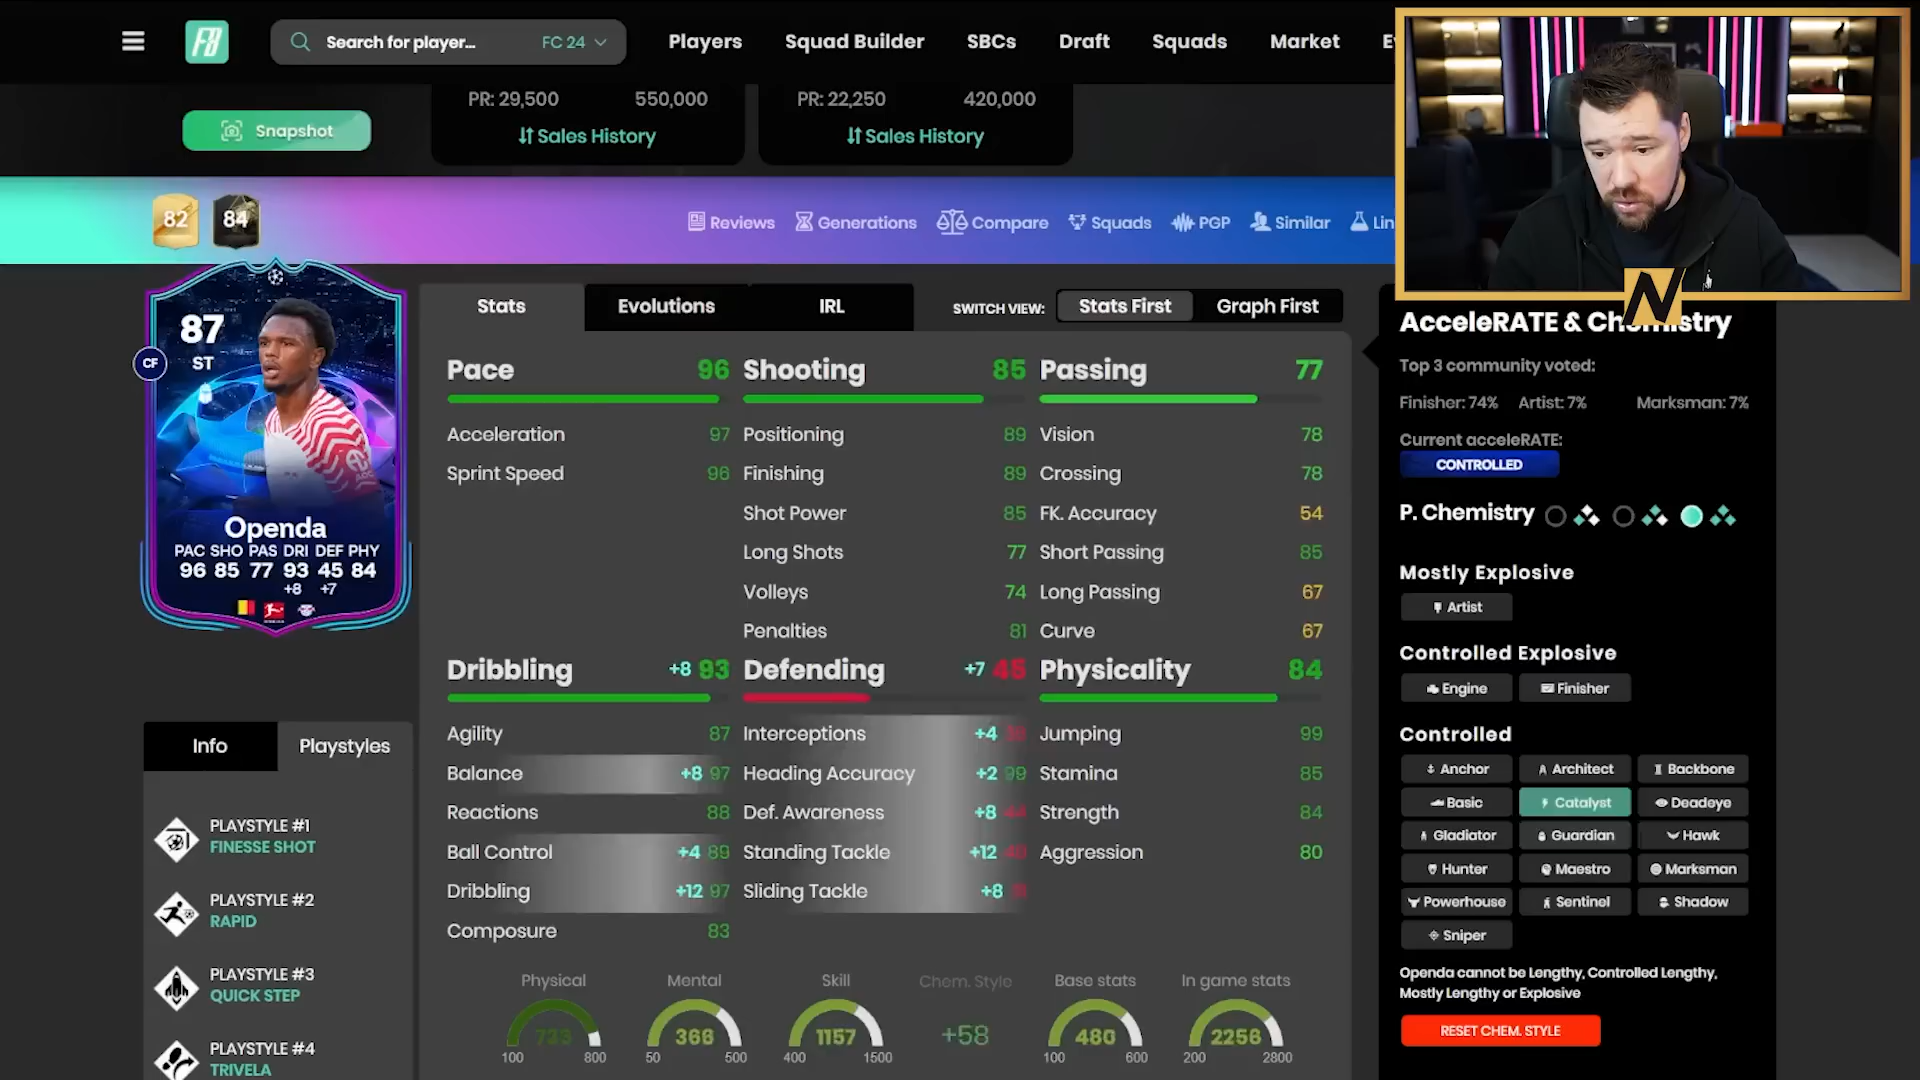 F8
Search for player...
FC 24
Players
Squad Builder
SBCs
Draft
Squads
Market
PR: 29,500
550,000
Sales History
PR: 22,250
420,000
Sales History
Snapshot
82
84
Reviews
Generations
Compare
Squads
PGP
Similar
N
87
ST
CF
Openda
PAC SHO PAS DRI DEF PHY
96 85 77 93 45 84
+8 +7
Stats
Evolutions
IRL
SWITCH VIEW:
Stats First
Graph First
Pace 96
Acceleration 97
Sprint Speed 96
Shooting 85
Positioning 89
Finishing 89
Shot Power 85
Long Shots 77
Volleys 74
Penalties 81
Passing 77
Vision 78
Crossing 78
FK. Accuracy 54
Short Passing 85
Long Passing 67
Curve 67
Dribbling +8 93
Agility 87
Balance +8 97
Reactions 88
Ball Control +4 89
Dribbling +12 97
Composure 83
Defending +7 45
Interceptions +4
Heading Accuracy +2 99
Def. Awareness +8 44
Standing Tackle +12 40
Sliding Tackle +8
Physicality 84
Jumping 99
Stamina 85
Strength 84
Aggression 80
Physical
100
800
Mental
366
50
500
Skill
1157
400
1500
Chem. Style
+58
Base stats
480
100
600
In game stats
2256
200
2800
Info
Playstyles
PLAYSTYLE #1
FINESSE SHOT
PLAYSTYLE #2
RAPID
PLAYSTYLE #3
QUICK STEP
PLAYSTYLE #4
TRIVELA
AcceleRATE & Chemistry
Top 3 community voted:
Finisher: 74% Artist: 7% Marksman: 7%
Current acceleRATE:
CONTROLLED
P. Chemistry
Mostly Explosive
Artist
Controlled Explosive
Engine
Finisher
Controlled
Anchor
Architect
Backbone
Basic
Catalyst
Deadeye
Gladiator
Guardian
Hawk
Hunter
Maestro
Marksman
Powerhouse
Sentinel
Shadow
Sniper
Openda cannot be Lengthy, Controlled Lengthy,
Mostly Lengthy or Explosive
RESET CHEM. STYLE